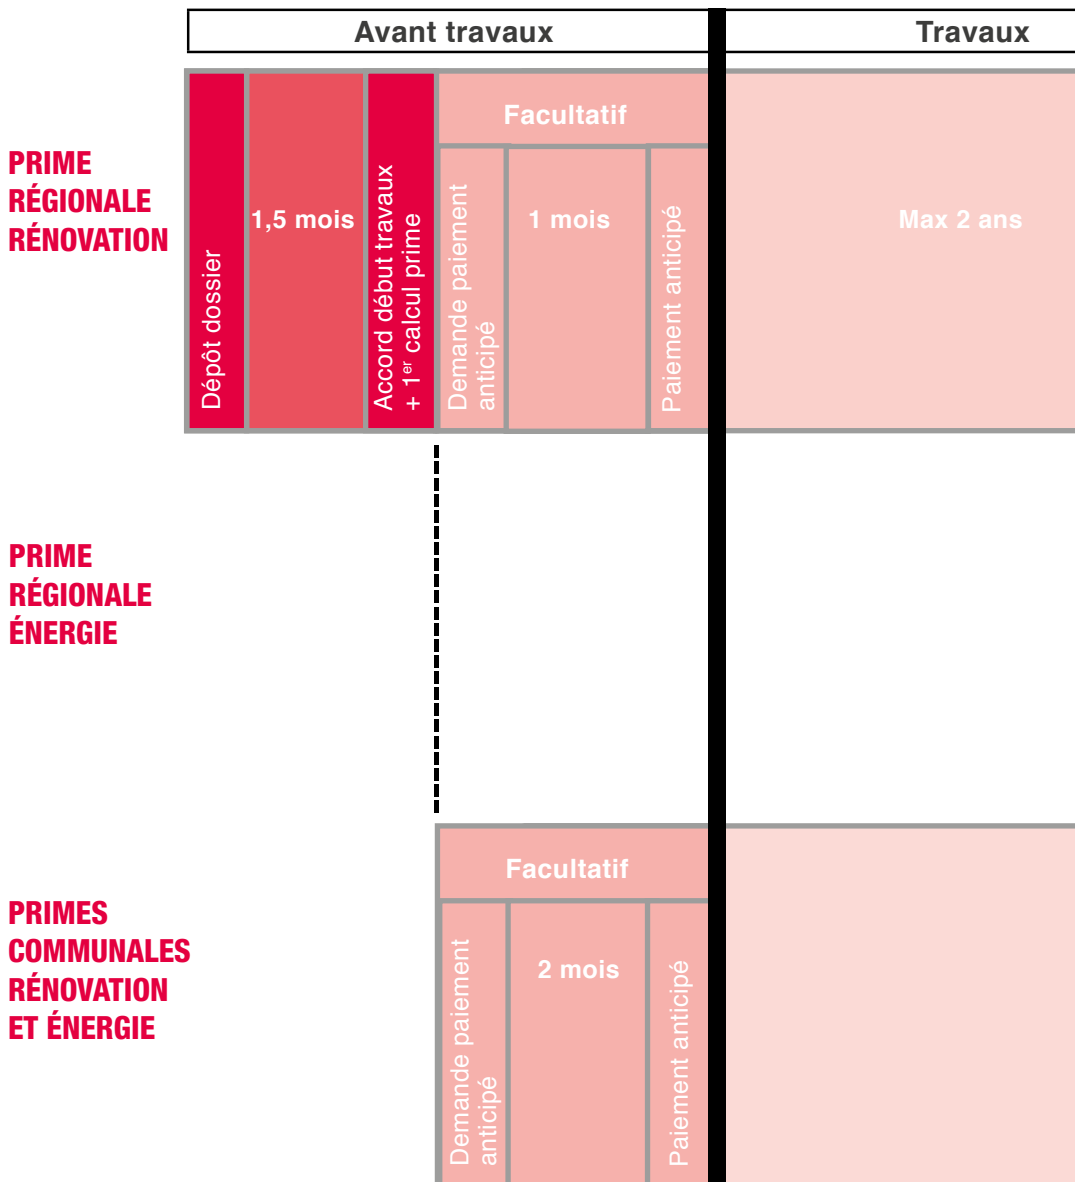 Avant travaux
Travaux
PRIME
RÉGIONALE
RÉNOVATION
Dépôt dossier
1,5 mois
Accord début travaux
+ 1er calcul prime
Facultatif
Demande paiement
anticipé
1 mois
Paiement anticipé
Max 2 ans
PRIME
RÉGIONALE
ÉNERGIE
PRIMES
COMMUNALES
RÉNOVATION
ET ÉNERGIE
Facultatif
Demande paiement
anticipé
2 mois
Paiement anticipé